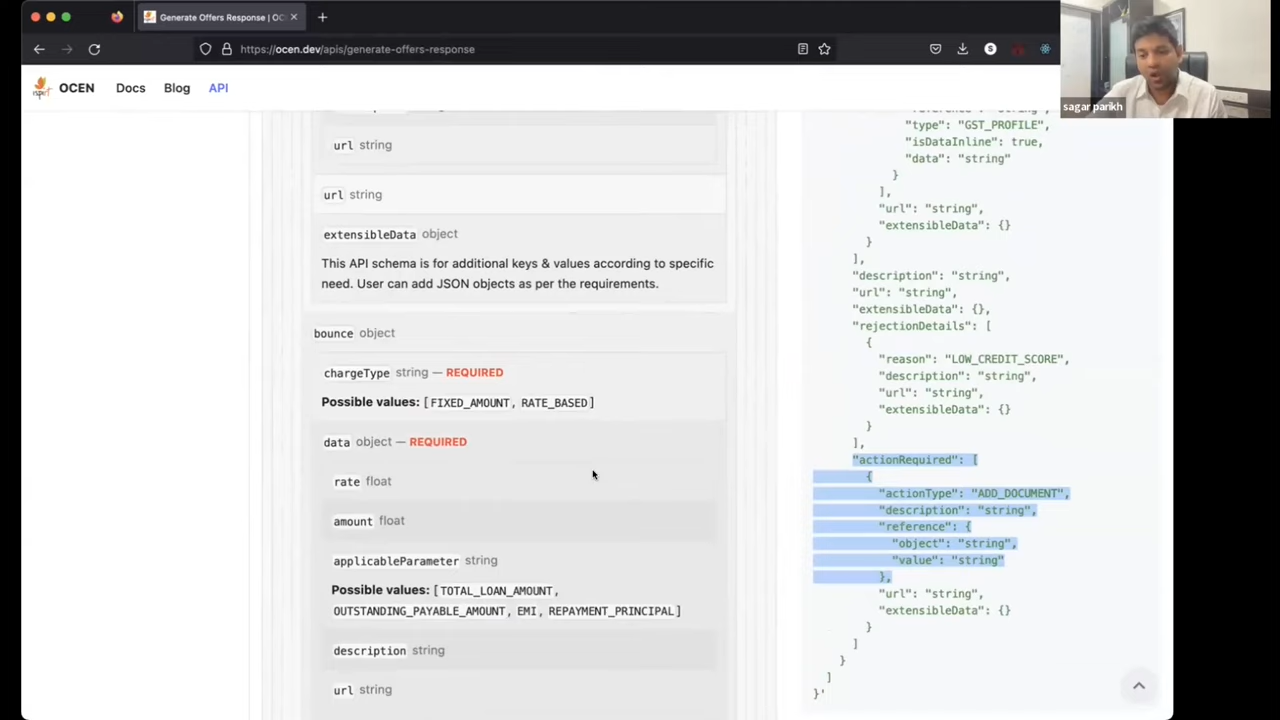 Generate Offers Response | OC
https://ocen.dev/apis/generate-offers-response
S
OCEN
Docs
Blog
API
sagar parikh
url string
url string
extensibleData object
This API schema is for additional keys & values according to specific
need. User can add JSON objects as per the requirements.
bounce object
chargeType string — REQUIRED
Possible values: [FIXED_AMOUNT, RATE_BASED]
data object — REQUIRED
rate float
amount float
applicableParameter string
Possible values: [TOTAL_LOAN_AMOUNT,
OUTSTANDING_PAYABLE_AMOUNT, EMI, REPAYMENT_PRINCIPAL]
description string
url string
"type": "GST_PROFILE",
"isDataInline": true,
"data": "string"
}
],
"url": "string",
"extensibleData": {}
}
],
"description": "string",
"url": "string",
"extensibleData": {},
"rejectionDetails": [
{
"reason": "LOW_CREDIT_SCORE",
"description": "string",
"url": "string",
"extensibleData": {}
}
],
"actionRequired": [
{
"actionType": "ADD_DOCUMENT",
"description": "string",
"reference": {
"object": "string",
"value": "string"
},
"url": "string",
"extensibleData": {}
}
]
}
]
}'